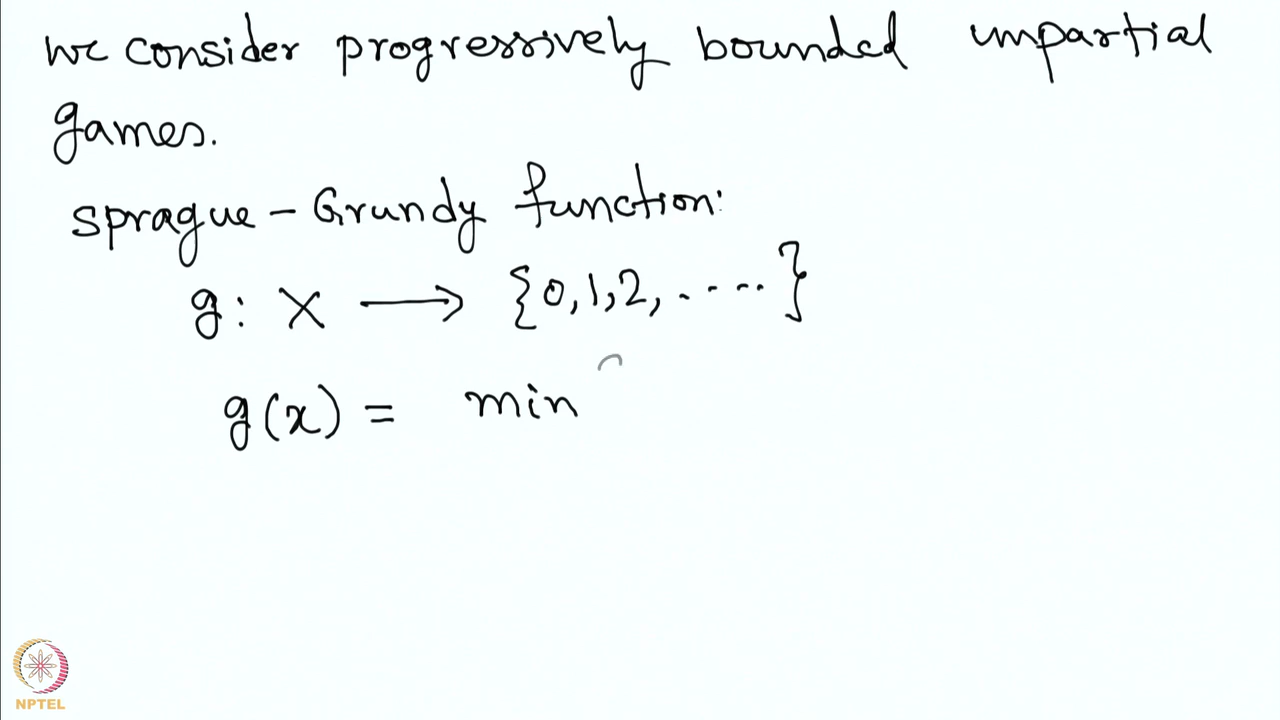 we consider progressively bounded impartial
games.
Sprague - Grundy function:
g: X ⟶ {0,1,2, .....}
g(x) = min
NPTEL